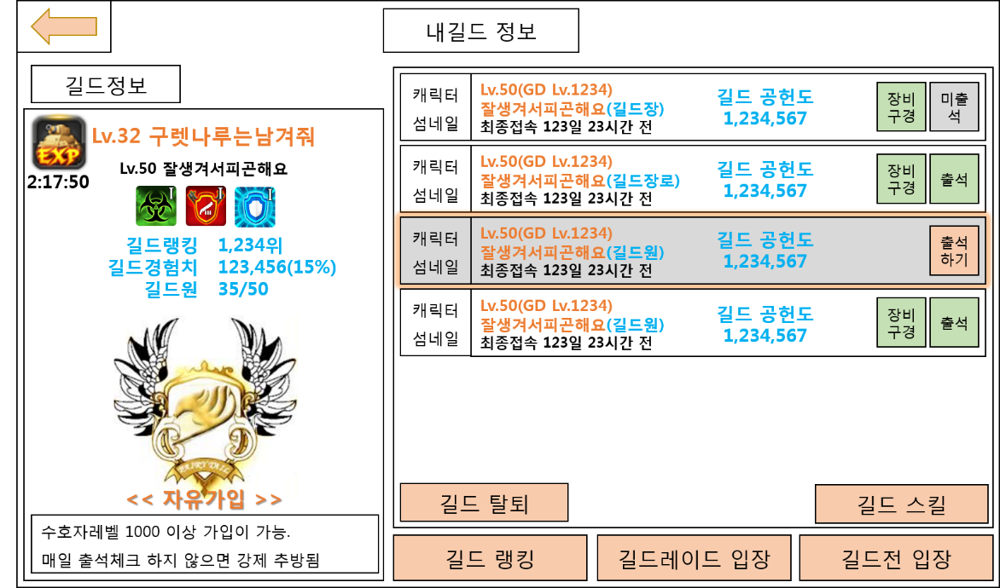 내길드 정보
길드정보
EXP
2:17:50
Lv.32 구렛나루는남겨줘
Lv.50 잘생겨서피곤해요
I I I
길드랭킹 1,234위
길드경험치 123,456(15%)
길드원 35/50
FAIRY TAIL
<< 자유가입 >>
수호자레벨 1000 이상 가입이 가능.
매일 출석체크 하지 않으면 강제 추방됨
캐릭터
섬네일
Lv.50(GD Lv.1234)
잘생겨서피곤해요(길드장)
최종접속 123일 23시간 전
길드 공헌도
1,234,567
장비
구경
미출
석
캐릭터
섬네일
Lv.50(GD Lv.1234)
잘생겨서피곤해요(길드장로)
최종접속 123일 23시간 전
길드 공헌도
1,234,567
장비
구경
출석
캐릭터
섬네일
Lv.50(GD Lv.1234)
잘생겨서피곤해요(길드원)
최종접속 123일 23시간 전
길드 공헌도
1,234,567
출석
하기
캐릭터
섬네일
Lv.50(GD Lv.1234)
잘생겨서피곤해요(길드원)
최종접속 123일 23시간 전
길드 공헌도
1,234,567
장비
구경
출석
길드 탈퇴
길드 스킬
길드 랭킹
길드레이드 입장
길드전 입장